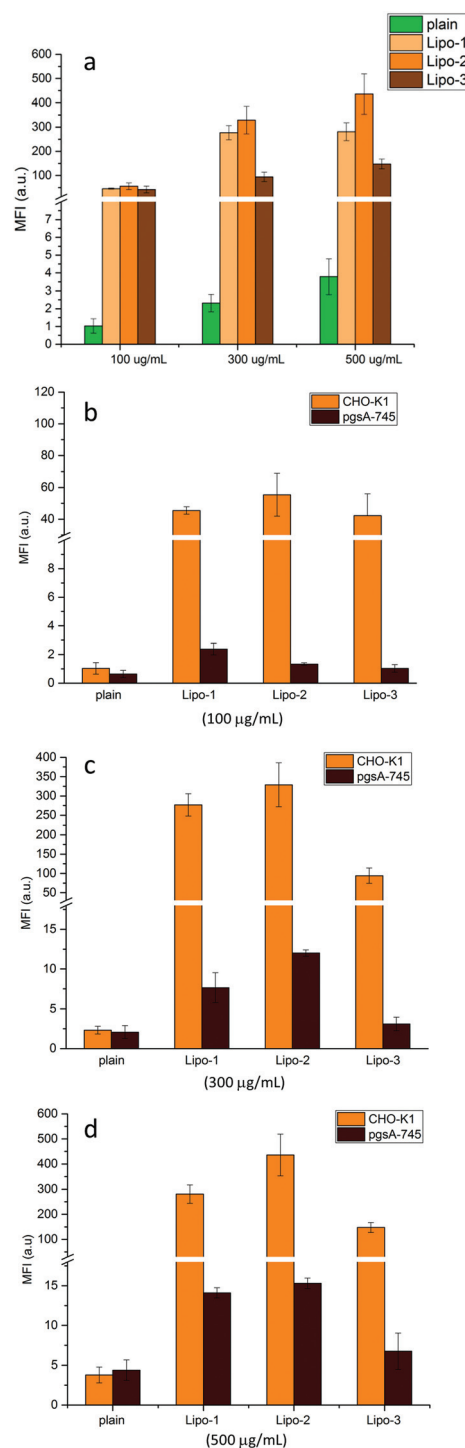 plain
Lipo-1
Lipo-2
Lipo-3
a
600
500
400
300
200
100
8
7
6
5
4
3
2
1
0
MFI (a.u.)
100 ug/mL 300 ug/mL 500 ug/mL
b
CHO-K1
pgsA-745
120
100
80
60
40
8
6
4
2
0
MFI (a.u.)
plain Lipo-1 Lipo-2 Lipo-3
(100 µg/mL)
c
CHO-K1
pgsA-745
400
350
300
250
200
150
100
50
15
10
5
0
MFI (a.u.)
plain Lipo-1 Lipo-2 Lipo-3
(300 µg/mL)
d
CHO-K1
pgsA-745
600
500
400
300
200
100
15
10
5
0
MFI (a.u)
plain Lipo-1 Lipo-2 Lipo-3
(500 µg/mL)